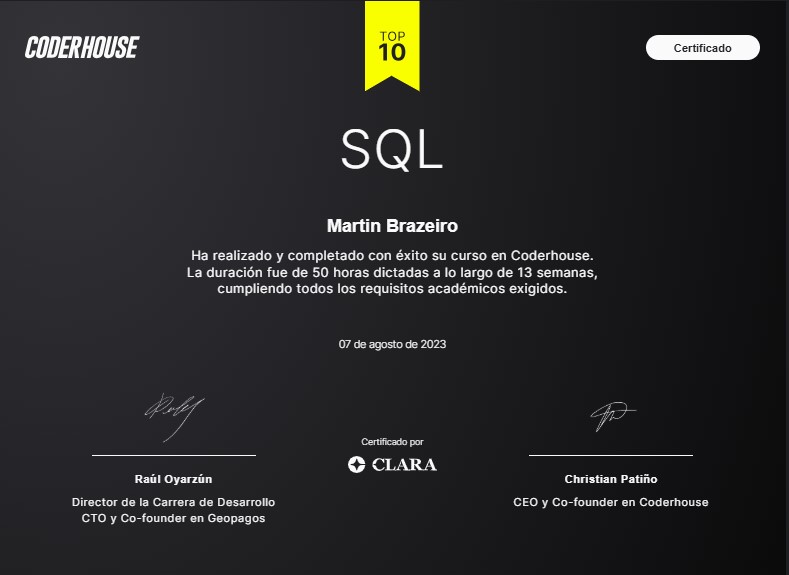 CODERHOUSE
TOP
10
Certificado
SQL
Martin Brazeiro
Ha realizado y completado con éxito su curso en Coderhouse.
La duración fue de 50 horas dictadas a lo largo de 13 semanas,
cumpliendo todos los requisitos académicos exigidos.
07 de agosto de 2023
Certificado por
CLARA
Raúl Oyarzún
Director de la Carrera de Desarrollo
CTO y Co-founder en Geopagos
Christian Patiño
CEO y Co-founder en Coderhouse